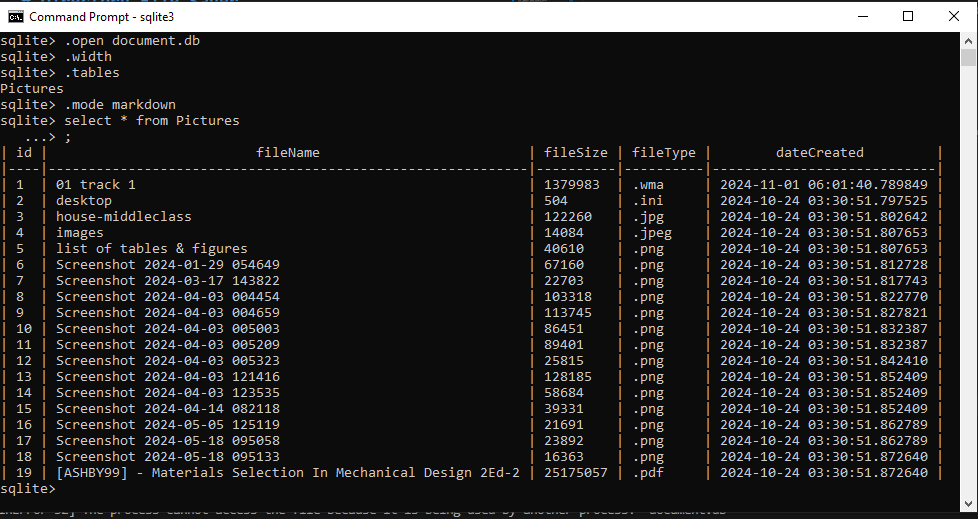 Command Prompt - sqlite3
sqlite> .open document.db
sqlite> .width
sqlite> .tables
Pictures
sqlite> .mode markdown
sqlite> select * from Pictures
   ...> ;
| id |                          fileName                          | fileSize | fileType |        dateCreated         |
|----|------------------------------------------------------------|----------|----------|----------------------------|
| 1  | 01 track 1                                                 | 1379983  | .wma     | 2024-11-01 06:01:40.789849 |
| 2  | desktop                                                    | 504      | .ini     | 2024-10-24 03:30:51.797525 |
| 3  | house-middleclass                                          | 122260   | .jpg     | 2024-10-24 03:30:51.802642 |
| 4  | images                                                     | 14084    | .jpeg    | 2024-10-24 03:30:51.807653 |
| 5  | list of tables & figures                                   | 40610    | .png     | 2024-10-24 03:30:51.807653 |
| 6  | Screenshot 2024-01-29 054649                               | 67160    | .png     | 2024-10-24 03:30:51.812728 |
| 7  | Screenshot 2024-03-17 143822                               | 22703    | .png     | 2024-10-24 03:30:51.817743 |
| 8  | Screenshot 2024-04-03 004454                               | 103318   | .png     | 2024-10-24 03:30:51.822770 |
| 9  | Screenshot 2024-04-03 004659                               | 113745   | .png     | 2024-10-24 03:30:51.827821 |
| 10 | Screenshot 2024-04-03 005003                               | 86451    | .png     | 2024-10-24 03:30:51.832387 |
| 11 | Screenshot 2024-04-03 005209                               | 89401    | .png     | 2024-10-24 03:30:51.832387 |
| 12 | Screenshot 2024-04-03 005323                               | 25815    | .png     | 2024-10-24 03:30:51.842410 |
| 13 | Screenshot 2024-04-03 121416                               | 128185   | .png     | 2024-10-24 03:30:51.852409 |
| 14 | Screenshot 2024-04-03 123535                               | 58684    | .png     | 2024-10-24 03:30:51.852409 |
| 15 | Screenshot 2024-04-14 082118                               | 39331    | .png     | 2024-10-24 03:30:51.852409 |
| 16 | Screenshot 2024-05-05 125119                               | 21691    | .png     | 2024-10-24 03:30:51.862789 |
| 17 | Screenshot 2024-05-18 095058                               | 23892    | .png     | 2024-10-24 03:30:51.862789 |
| 18 | Screenshot 2024-05-18 095133                               | 16363    | .png     | 2024-10-24 03:30:51.872640 |
| 19 | [ASHBY99] - Materials Selection In Mechanical Design 2Ed-2 | 25175057 | .pdf     | 2024-10-24 03:30:51.872640 |
sqlite>
The process cannot access the file because it is being used by another process: document.db